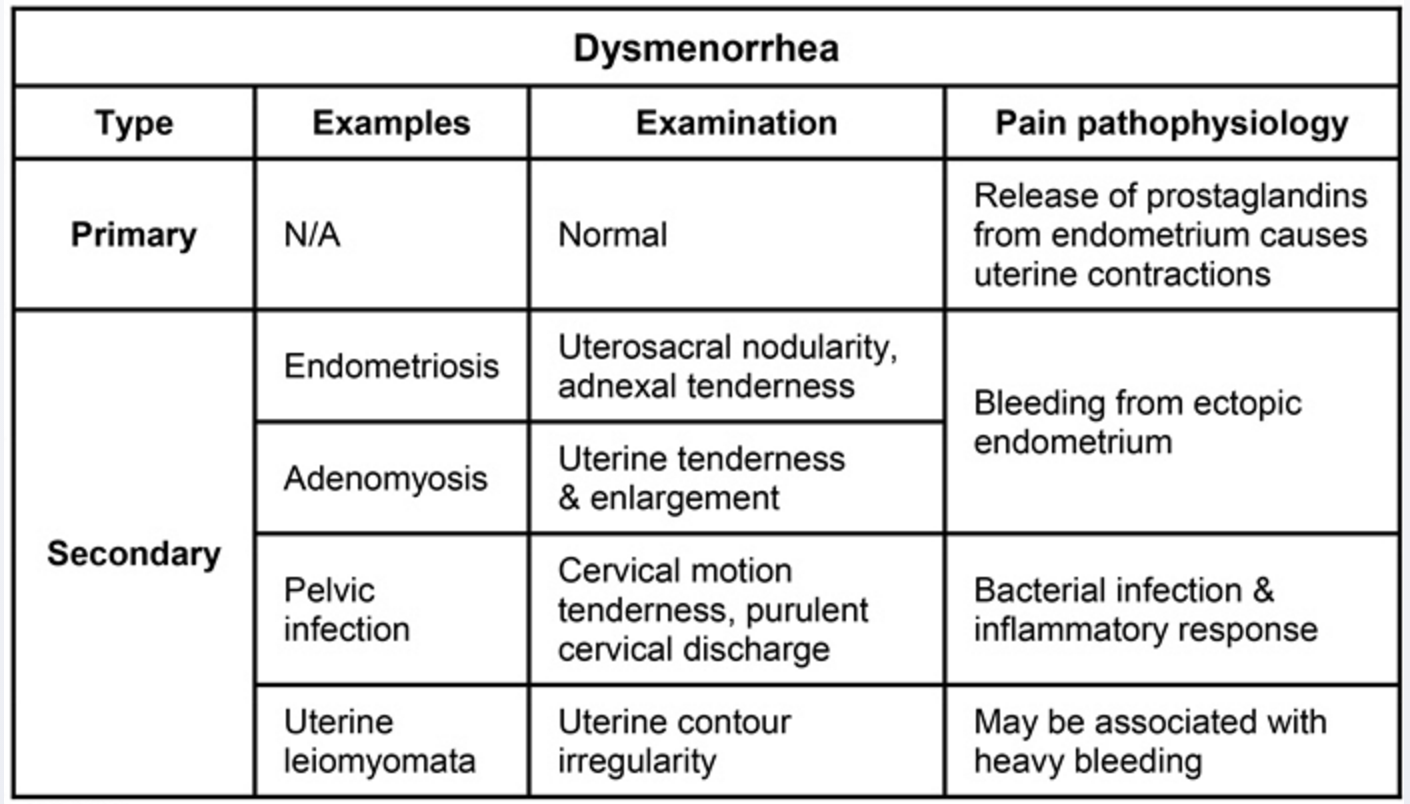 Dysmenorrhea
Type
Examples
Examination
Pain pathophysiology
Primary
N/A
Normal
Release of prostaglandins
from endometrium causes
uterine contractions
Secondary
Endometriosis
Uterosacral nodularity,
adnexal tenderness
Bleeding from ectopic
endometrium
Adenomyosis
Uterine tenderness
& enlargement
Pelvic
infection
Cervical motion
tenderness, purulent
cervical discharge
Bacterial infection &
inflammatory response
Uterine
leiomyomata
Uterine contour
irregularity
May be associated with
heavy bleeding